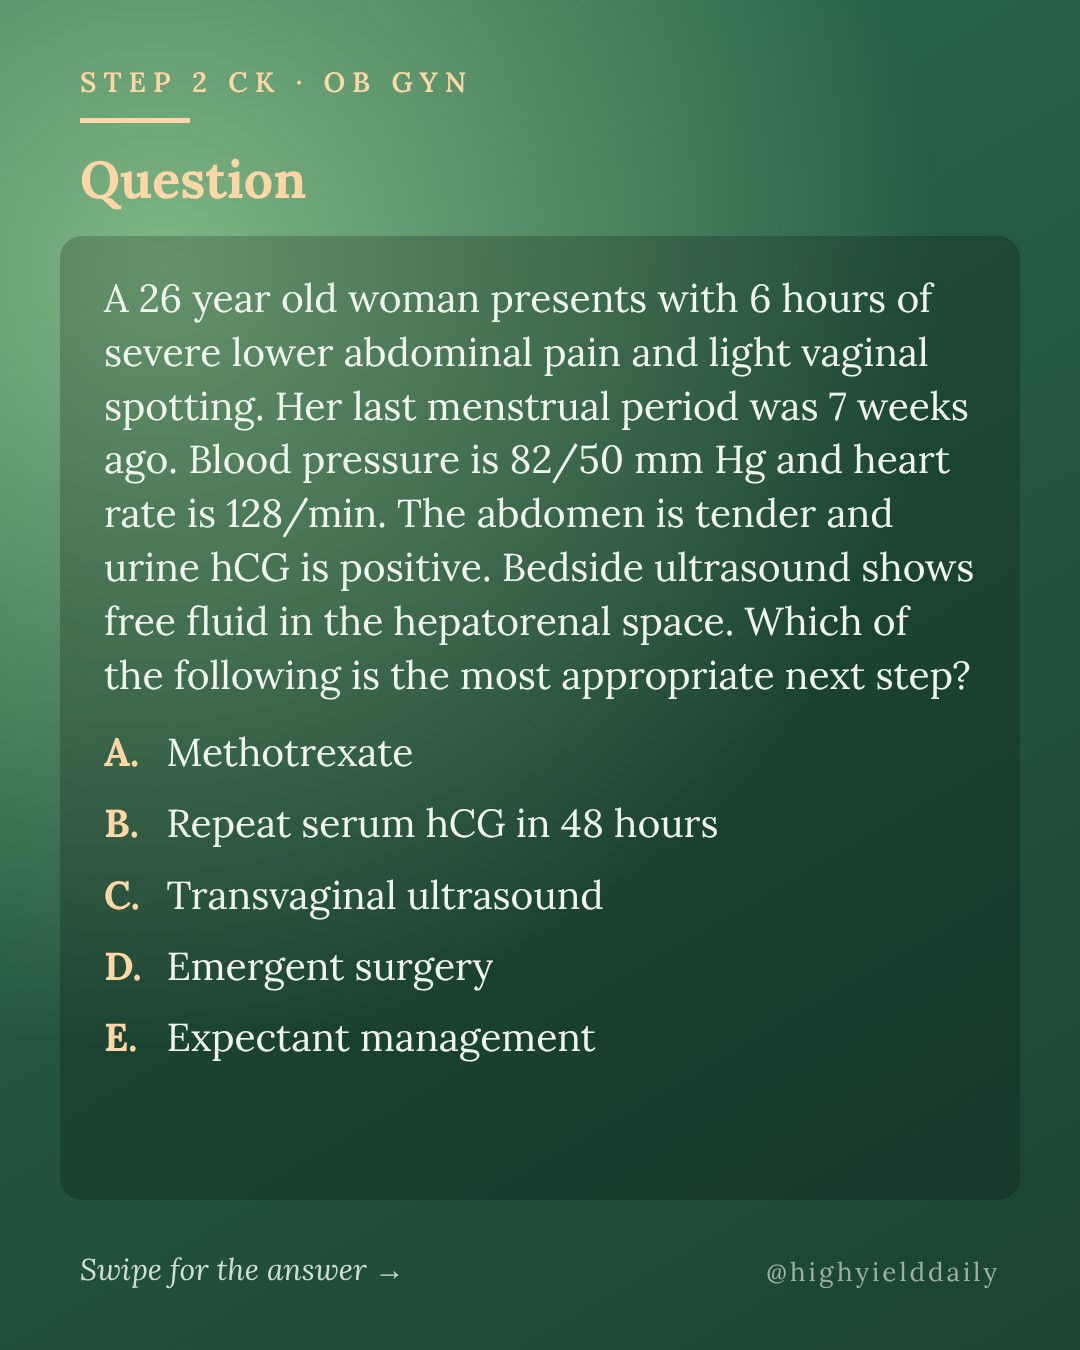 STEP 2 CK · OB GYN
Question
A 26 year old woman presents with 6 hours of
severe lower abdominal pain and light vaginal
spotting. Her last menstrual period was 7 weeks
ago. Blood pressure is 82/50 mm Hg and heart
rate is 128/min. The abdomen is tender and
urine hCG is positive. Bedside ultrasound shows
free fluid in the hepatorenal space. Which of
the following is the most appropriate next step?
A. Methotrexate
B. Repeat serum hCG in 48 hours
C. Transvaginal ultrasound
D. Emergent surgery
E. Expectant management
Swipe for the answer →
@highyielddaily